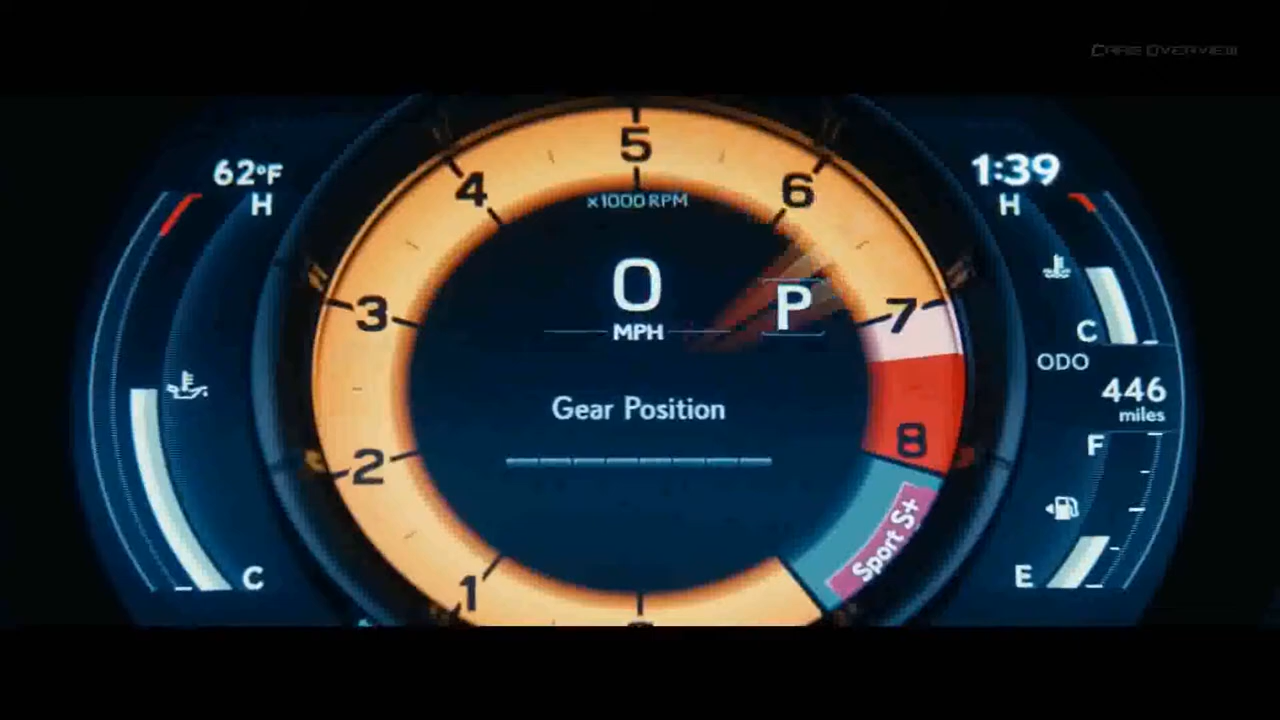 CARS OVERVIEW
62°F
H
1:39
H
5
4
6
x1000 RPM
0
MPH
P
3
7
C
ODO
446
miles
Gear Position
F
8
2
Sport S+
1
C
E